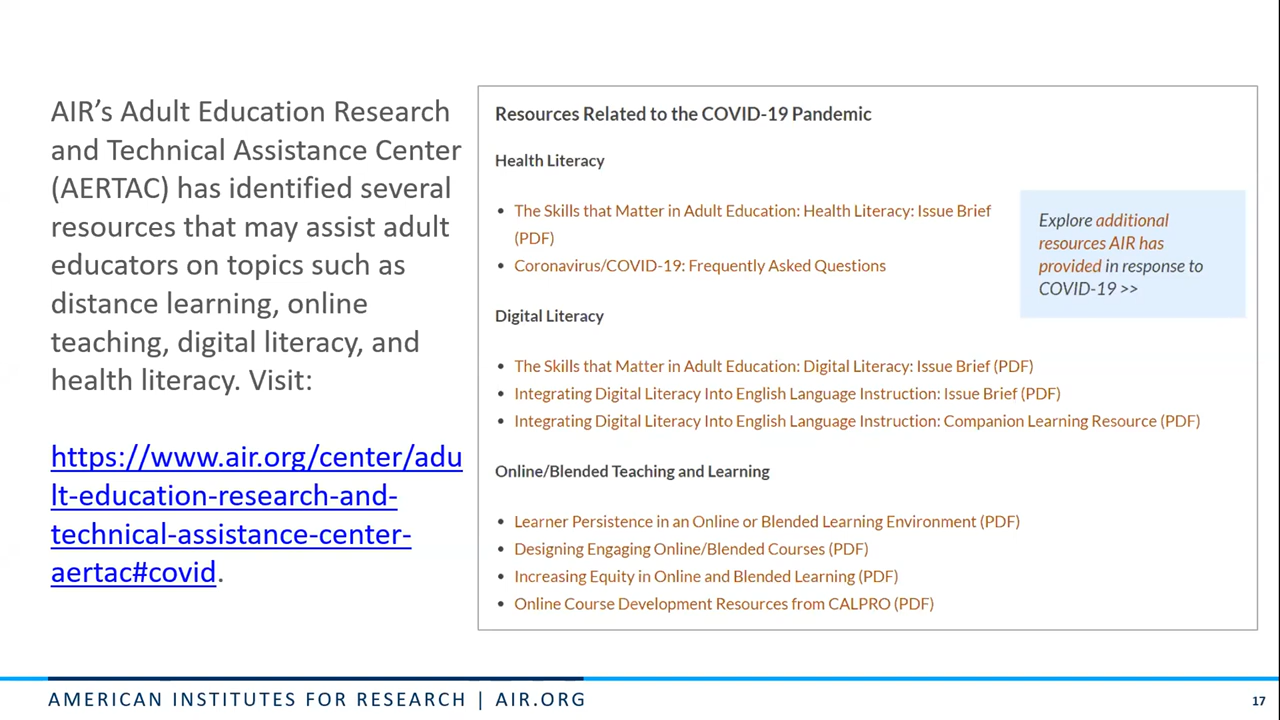 AIR’s Adult Education Research
and Technical Assistance Center
(AERTAC) has identified several
resources that may assist adult
educators on topics such as
distance learning, online
teaching, digital literacy, and
health literacy. Visit:
https://www.air.org/center/adu
lt-education-research-and-
technical-assistance-center-
aertac#covid.
Resources Related to the COVID-19 Pandemic
Health Literacy
• The Skills that Matter in Adult Education: Health Literacy: Issue Brief
(PDF)
• Coronavirus/COVID-19: Frequently Asked Questions
Explore additional
resources AIR has
provided in response to
COVID-19 >>
Digital Literacy
• The Skills that Matter in Adult Education: Digital Literacy: Issue Brief (PDF)
• Integrating Digital Literacy Into English Language Instruction: Issue Brief (PDF)
• Integrating Digital Literacy Into English Language Instruction: Companion Learning Resource (PDF)
Online/Blended Teaching and Learning
• Learner Persistence in an Online or Blended Learning Environment (PDF)
• Designing Engaging Online/Blended Courses (PDF)
• Increasing Equity in Online and Blended Learning (PDF)
• Online Course Development Resources from CALPRO (PDF)
AMERICAN INSTITUTES FOR RESEARCH | AIR.ORG
17